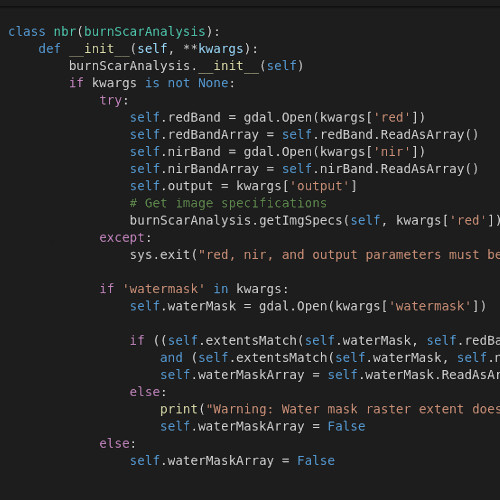 class nbr(burnScarAnalysis):
    def __init__(self, **kwargs):
        burnScarAnalysis.__init__(self)
        if kwargs is not None:
            try:
                self.redBand = gdal.Open(kwargs['red'])
                self.redBandArray = self.redBand.ReadAsArray()
                self.nirBand = gdal.Open(kwargs['nir'])
                self.nirBandArray = self.nirBand.ReadAsArray()
                self.output = kwargs['output']
                # Get image specifications
                burnScarAnalysis.getImgSpecs(self, kwargs['red'])
            except:
                sys.exit("red, nir, and output parameters must be

            if 'watermask' in kwargs:
                self.waterMask = gdal.Open(kwargs['watermask'])

                if ((self.extentsMatch(self.waterMask, self.redBa
                    and (self.extentsMatch(self.waterMask, self.n
                    self.waterMaskArray = self.waterMask.ReadAsAr
                else:
                    print("Warning: Water mask raster extent does
                    self.waterMaskArray = False
            else:
                self.waterMaskArray = False